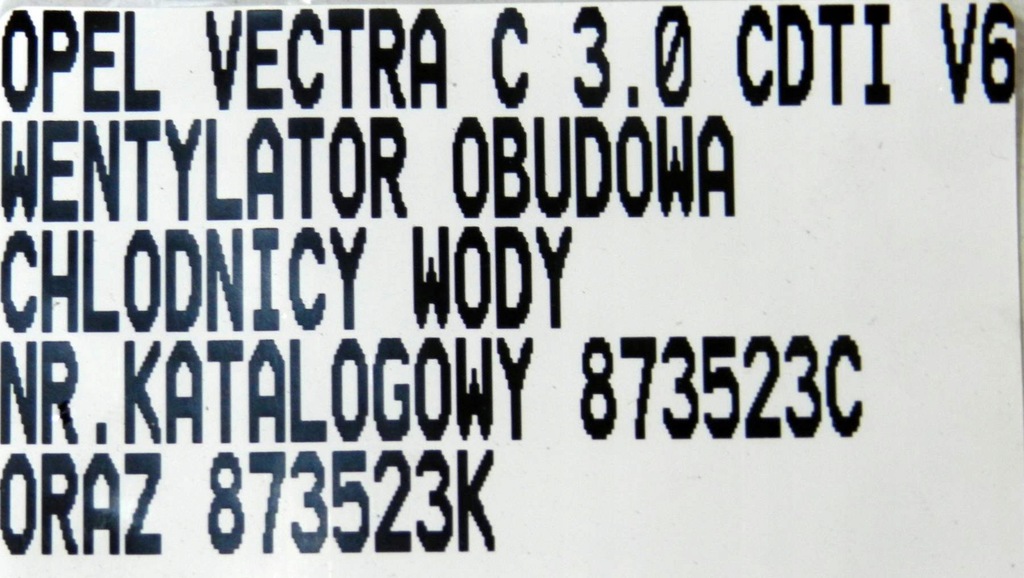 OPEL VECTRA C 3.0 CDTI V6
WENTYLATOR OBUDOWA
CHLODNICY WODY
NR.KATALOGOWY 873523C
ORAZ 873523K